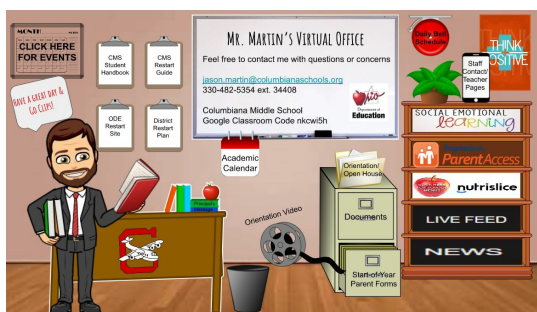 MONTH
CLICK HERE
FOR EVENTS
CMS
Student
Handbook
CMS
Restart
Guide
ODE
Restart
Site
District
Restart
Plan
HAVE A GREAT DAY &
GO CLIPS!
MR. MARTIN'S VIRTUAL OFFICE
Feel free to contact me with questions or concerns
jason.martin@columbianaschools.org
330-482-5354 ext. 34408
Columbiana Middle School
Google Classroom Code nkcwi5h
Ohio
Department of
Education
Academic
Calendar
Orientation/
Open House
Documents
Start-of-Year
Parent Forms
Orientation Video
C
Daily Bell
Schedule
THINK
POSITIVE
Staff
Contact/
Teacher
Pages
SOCIAL EMOTIONAL
learning
ParentAccess
nutrislice
LIVE FEED
NEWS